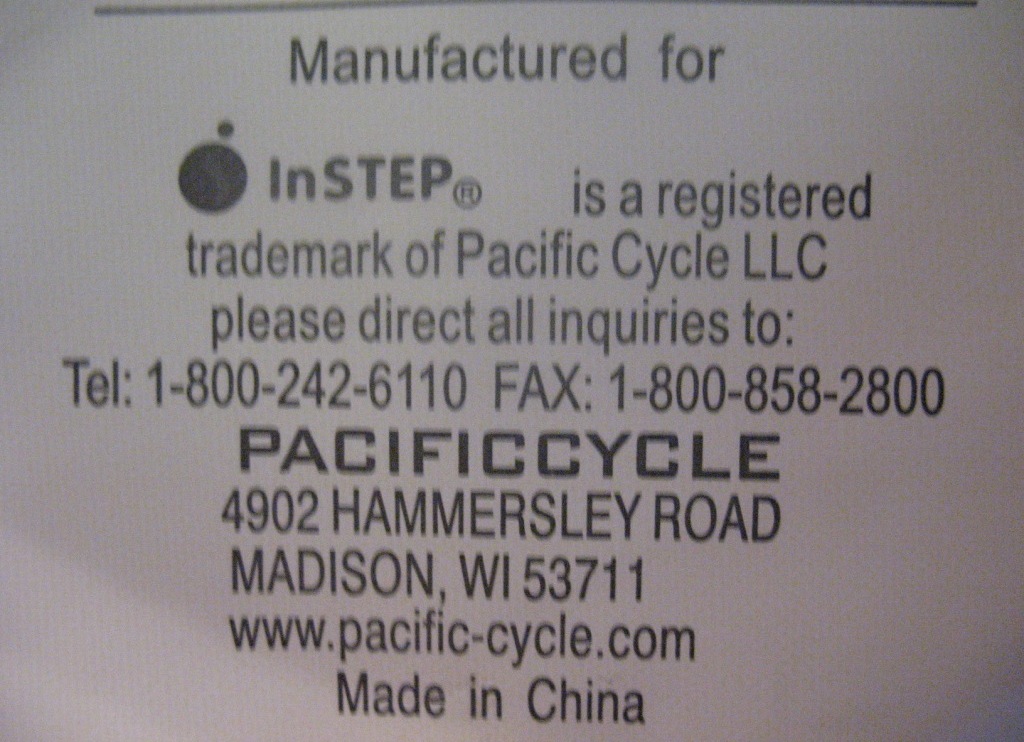 Manufactured for
InSTEP® is a registered
trademark of Pacific Cycle LLC
please direct all inquiries to:
Tel: 1-800-242-6110 FAX: 1-800-858-2800
PACIFICCYCLE
4902 HAMMERSLEY ROAD
MADISON, WI 53711
www.pacific-cycle.com
Made in China